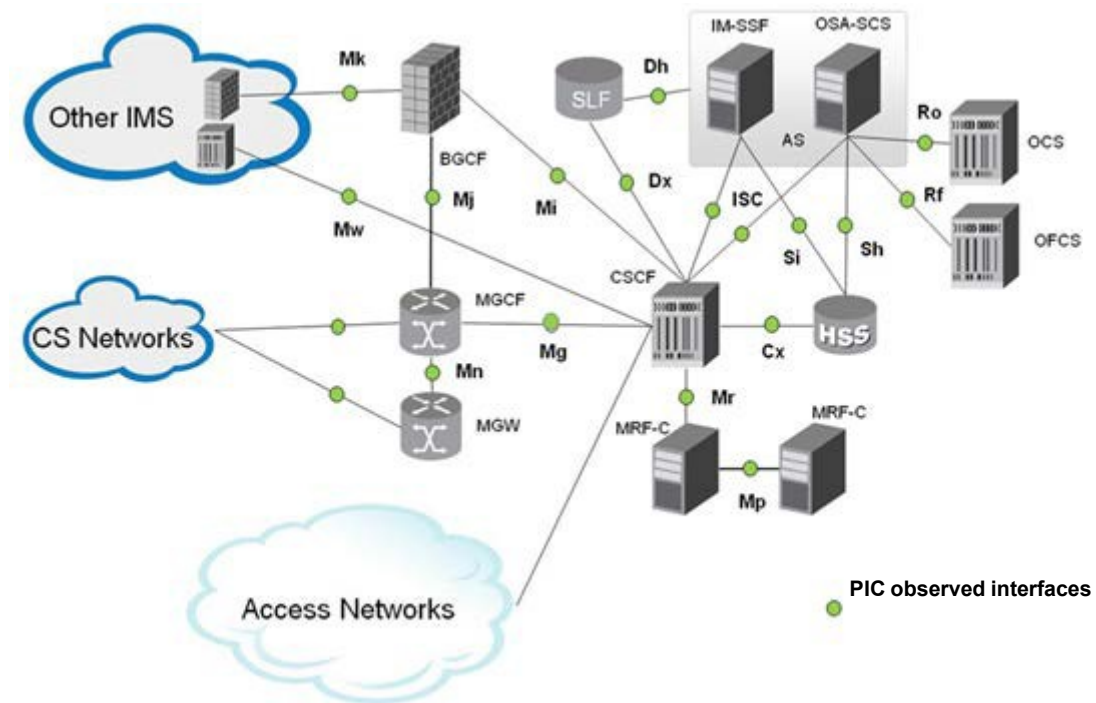 IM-SSF
OSA-SCS
Mk
Dh
SLF
Other IMS
Ro
AS
OCS
BGCF
Dx
ISC
Rf
Mj
Mi
Mw
Si
Sh
OFCS
CSCF
MGCF
CS Networks
HSS
Mg
Cx
Mn
Mr
MGW
MRF-C
MRF-C
Mp
PIC observed interfaces
Access Networks